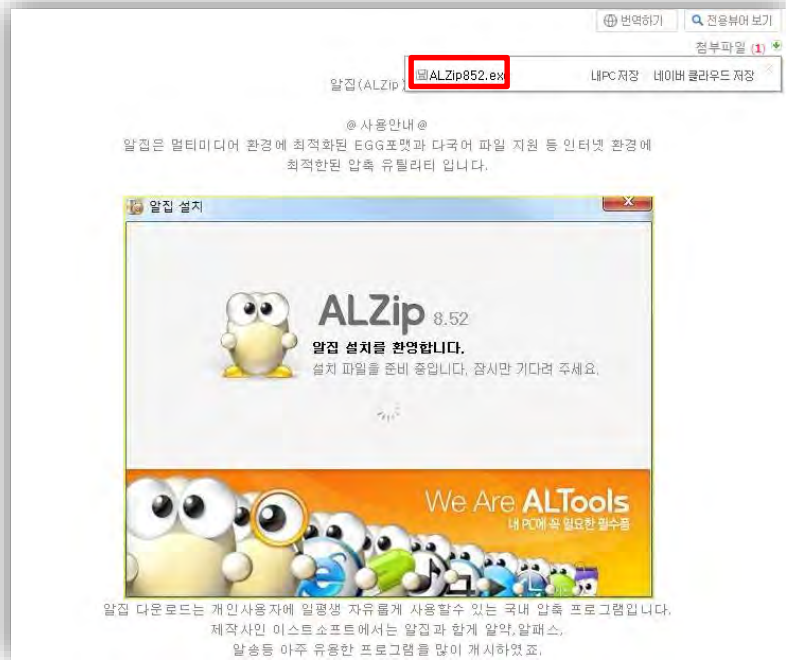 번역하기 전용뷰어 보기
첨부파일 (1)
ALZip852.ex 내PC 저장 네이버 클라우드 저장
알집(ALZip)
@ 사용안내 @
알집은 멀티미디어 환경에 최적화된 EGG포맷과 다국어 파일 지원 등 인터넷 환경에
최적한된 압축 유틸리티 입니다.
알집 설치
X
ALZip 8.52
알집 설치를 환영합니다.
설치 파일을 준비 중입니다, 잠시만 기다려 주세요.
We Are ALTools
내 PC에 꼭 필요한 필수품
알집 다운로드는 개인사용자에 일평생 자유롭게 사용할수 있는 국내 압축 프로그램입니다.
제작사인 이스트소프트에서는 알집과 함게 알약,알패스,
알송등 아주 유용한 프로그램을 많이 개시하였죠.